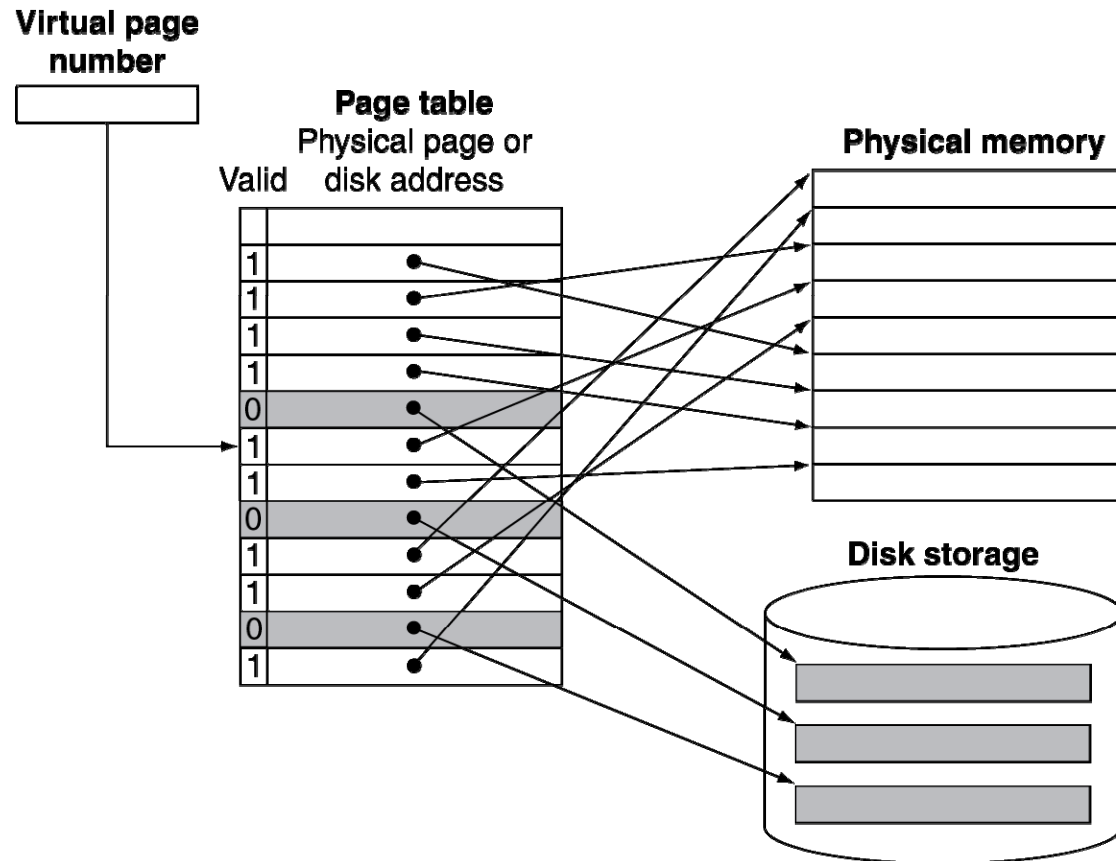 Virtual page
number
Page table
Physical page or
Valid disk address
Physical memory
1
1
1
1
0
1
1
0
1
1
0
1
Disk storage